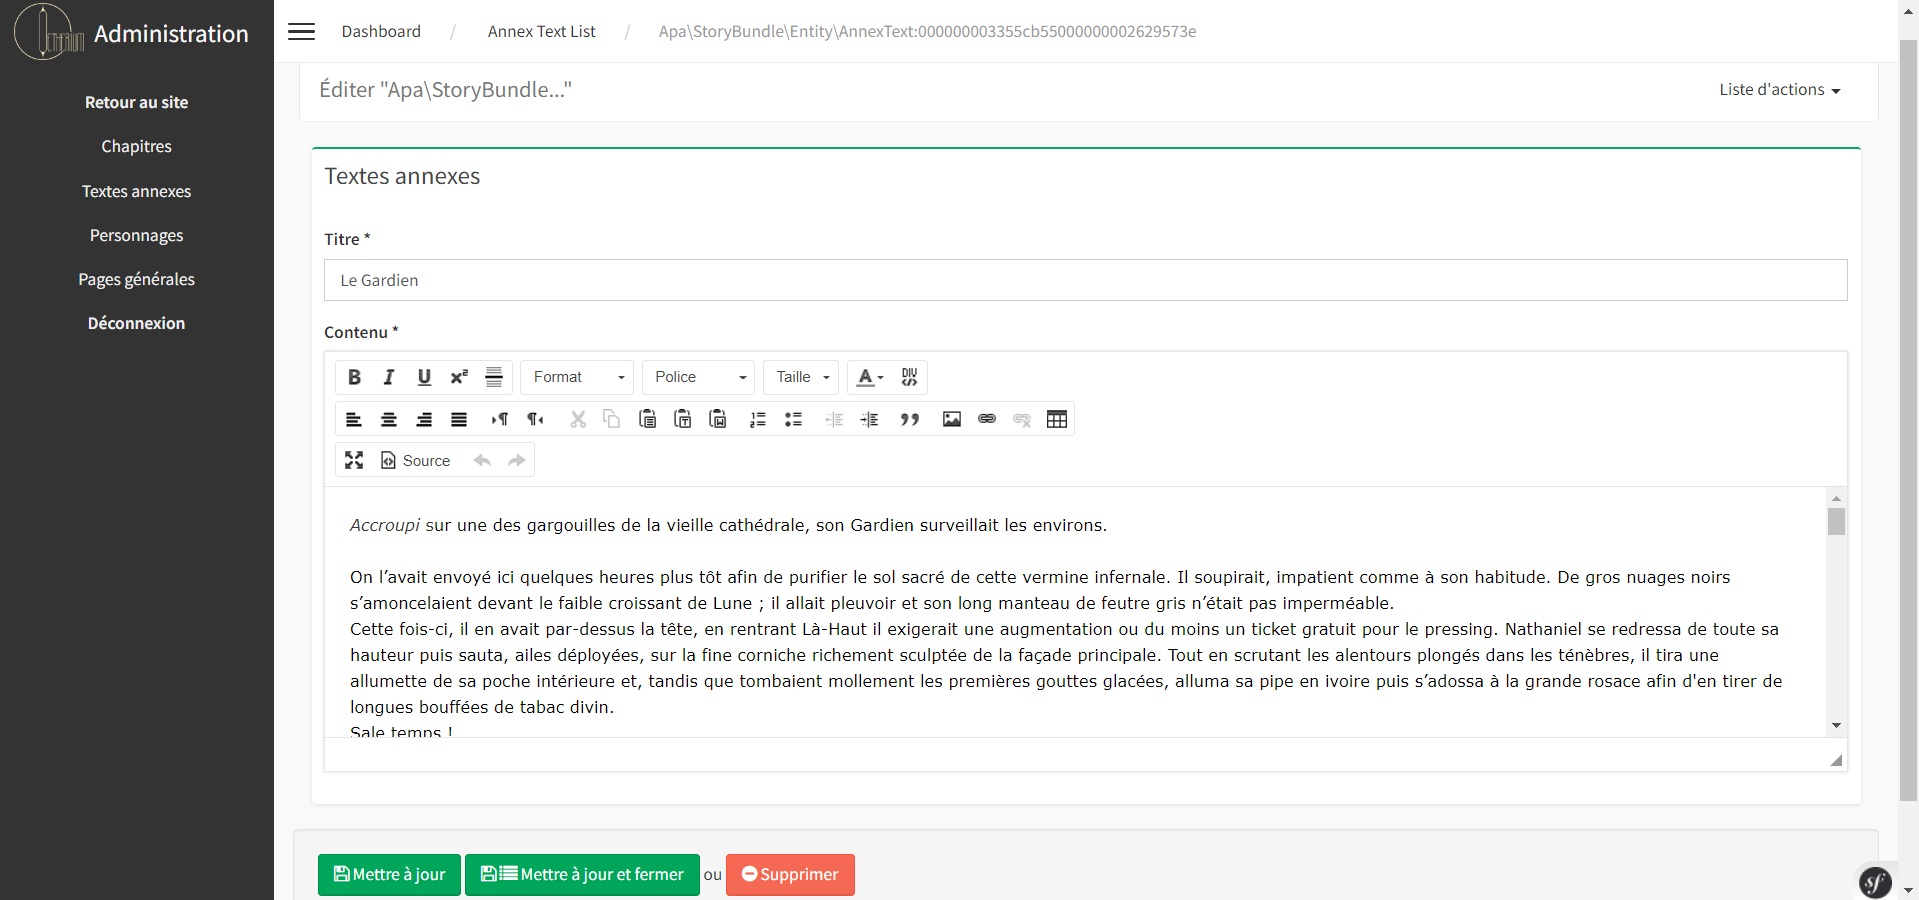 ETHERIUM Administration
Retour au site
Chapitres
Textes annexes
Personnages
Pages générales
Déconnexion
Dashboard / Annex Text List / Apa\StoryBundle\Entity\AnnexText:000000003355cb55000000002629573e
Éditer "Apa\StoryBundle..."
Liste d'actions
Textes annexes
Titre *
Le Gardien
Contenu *
B I U x² Format Police Taille A DIV
Source
Accroupi sur une des gargouilles de la vieille cathédrale, son Gardien surveillait les environs.
On l’avait envoyé ici quelques heures plus tôt afin de purifier le sol sacré de cette vermine infernale. Il soupirait, impatient comme à son habitude. De gros nuages noirs
s’amoncelaient devant le faible croissant de Lune ; il allait pleuvoir et son long manteau de feutre gris n’était pas imperméable.
Cette fois-ci, il en avait par-dessus la tête, en rentrant Là-Haut il exigerait une augmentation ou du moins un ticket gratuit pour le pressing. Nathaniel se redressa de toute sa
hauteur puis sauta, ailes déployées, sur la fine corniche richement sculptée de la façade principale. Tout en scrutant les alentours plongés dans les ténèbres, il tira une
allumette de sa poche intérieure et, tandis que tombaient mollement les premières gouttes glacées, alluma sa pipe en ivoire puis s’adossa à la grande rosace afin d'en tirer de
longues bouffées de tabac divin.
Sale temps !
Mettre à jour Mettre à jour et fermer ou Supprimer
sf